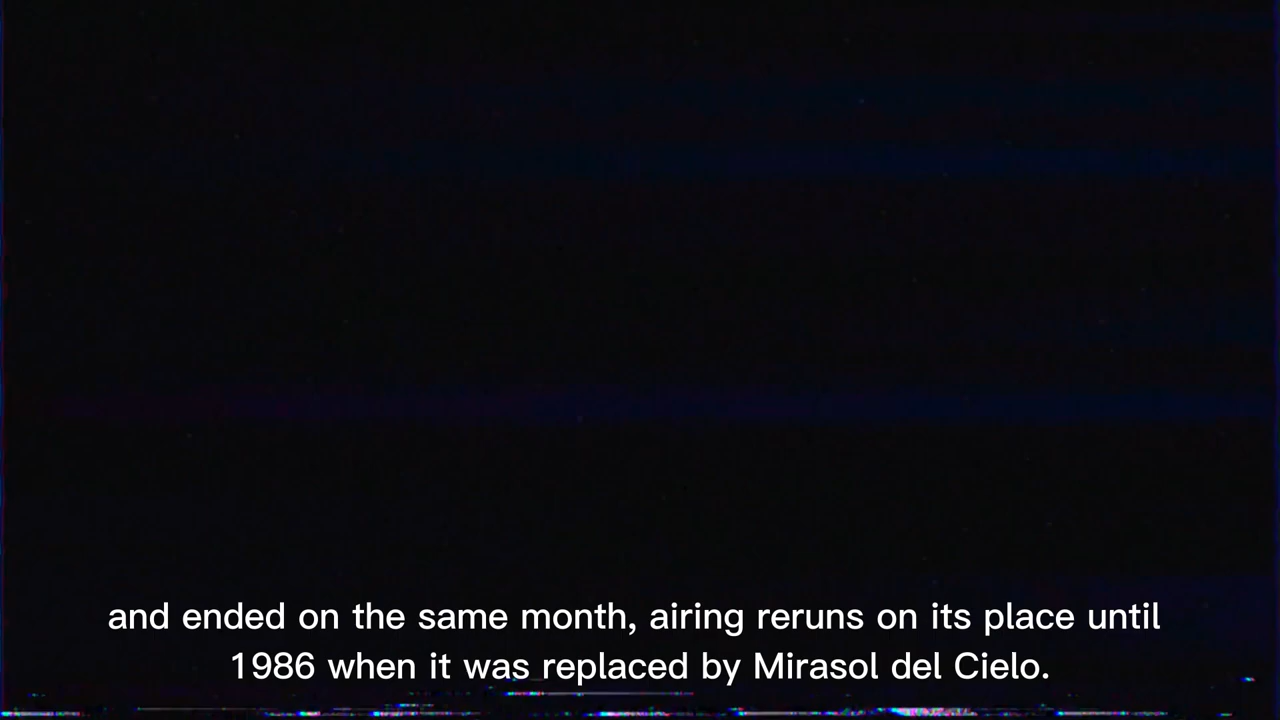 and ended on the same month, airing reruns on its place until
1986 when it was replaced by Mirasol del Cielo.